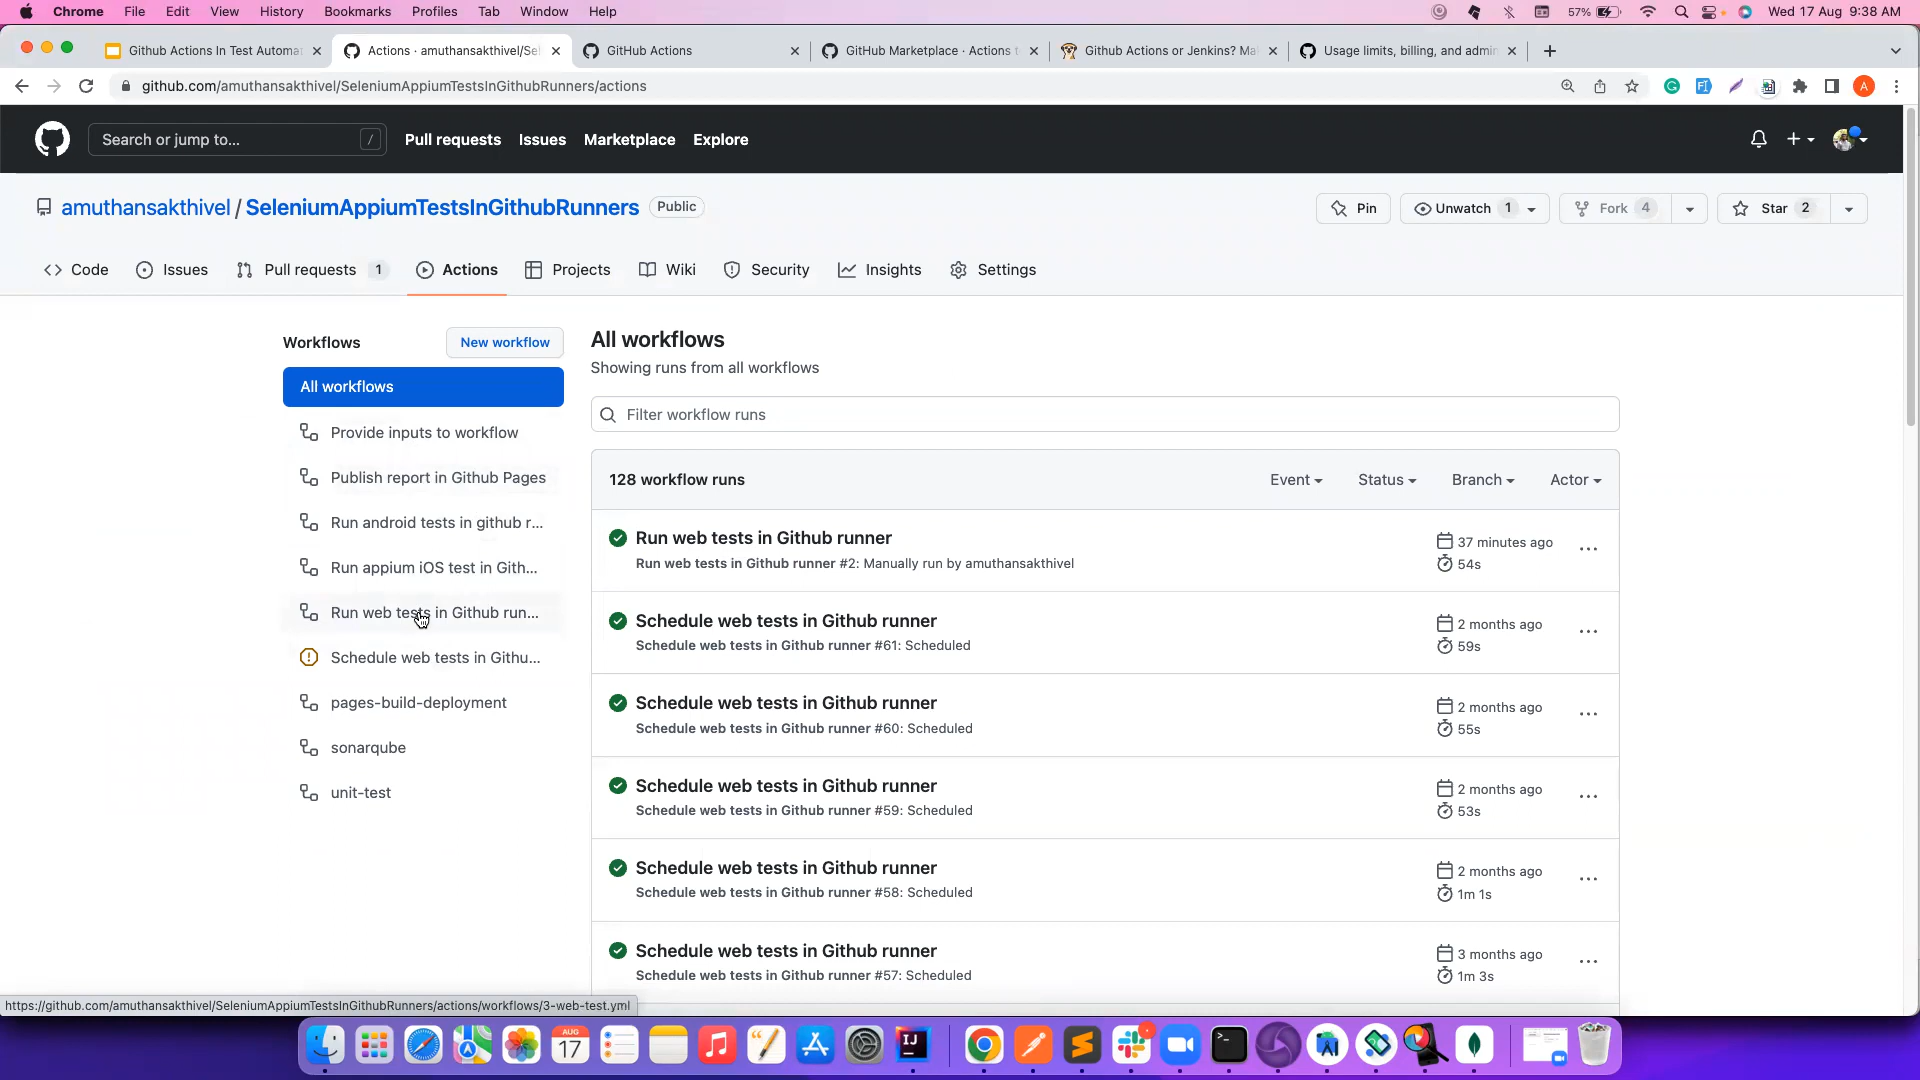 Chrome File Edit View History Bookmarks Profiles Tab Window Help 57% Wed 17 Aug 9:38 AM
Github Actions In Test Automa Actions · amuthansakthivel/Se GitHub Actions GitHub Marketplace · Actions t Github Actions or Jenkins? Ma Usage limits, billing, and admi
github.com/amuthansakthivel/SeleniumAppiumTestsInGithubRunners/actions A
Search or jump to... / Pull requests Issues Marketplace Explore
amuthansakthivel / SeleniumAppiumTestsInGithubRunners Public Pin Unwatch 1 Fork 4 Star 2
Code Issues Pull requests 1 Actions Projects Wiki Security Insights Settings
Workflows New workflow
All workflows
Provide inputs to workflow
Publish report in Github Pages
Run android tests in github r...
Run appium iOS test in Gith...
Run web tests in Github run...
Schedule web tests in Githu...
pages-build-deployment
sonarqube
unit-test
All workflows
Showing runs from all workflows
Filter workflow runs
128 workflow runs Event Status Branch Actor
Run web tests in Github runner 37 minutes ago
Run web tests in Github runner #2: Manually run by amuthansakthivel 54s
Schedule web tests in Github runner 2 months ago
Schedule web tests in Github runner #61: Scheduled 59s
Schedule web tests in Github runner 2 months ago
Schedule web tests in Github runner #60: Scheduled 55s
Schedule web tests in Github runner 2 months ago
Schedule web tests in Github runner #59: Scheduled 53s
Schedule web tests in Github runner 2 months ago
Schedule web tests in Github runner #58: Scheduled 1m 1s
Schedule web tests in Github runner 3 months ago
Schedule web tests in Github runner #57: Scheduled 1m 3s
https://github.com/amuthansakthivel/SeleniumAppiumTestsInGithubRunners/actions/workflows/3-web-test.yml
AUG
17
IJ